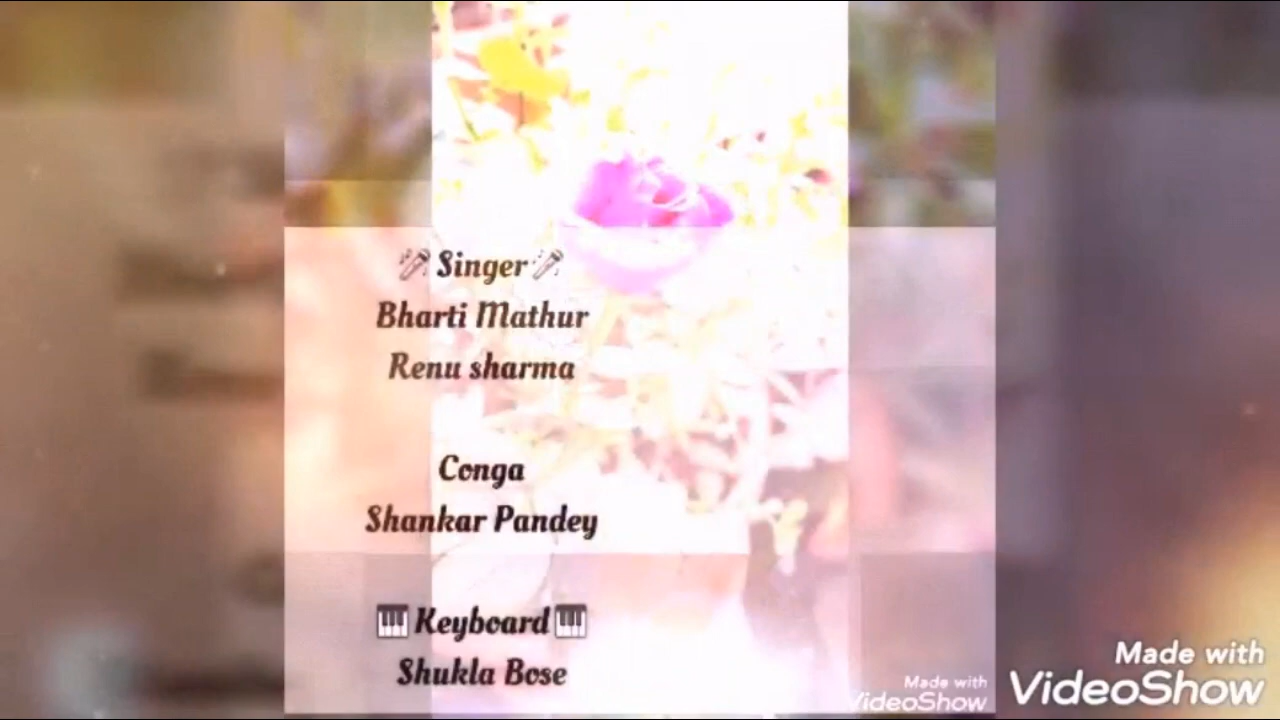 🎤Singer🎤
Bharti Mathur
Renu sharma
Conga
Shankar Pandey
🎹Keyboard🎹
Shukla Bose
Made with
VideoShow
Made with
VideoShow